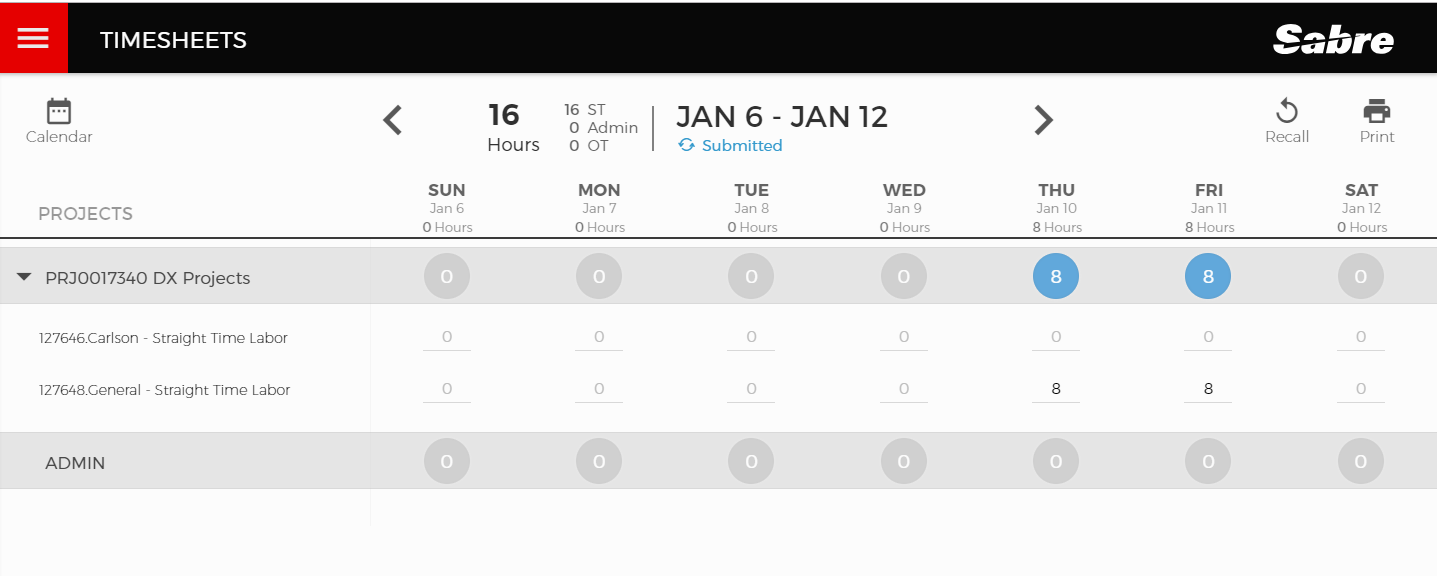 TIMESHEETS
Sabre
Calendar
16 Hours
16 ST
0 Admin
0 OT
JAN 6 - JAN 12
Submitted
Recall
Print
PROJECTS
SUN MON TUE WED THU FRI SAT
Jan 6 Jan 7 Jan 8 Jan 9 Jan 10 Jan 11 Jan 12
0 Hours 0 Hours 0 Hours 0 Hours 8 Hours 8 Hours 0 Hours
PRJ0017340 DX Projects 0 0 0 0 8 8 0
127646.Carlson - Straight Time Labor 0 0 0 0 0 0 0
127648.General - Straight Time Labor 0 0 0 0 8 8 0
ADMIN 0 0 0 0 0 0 0